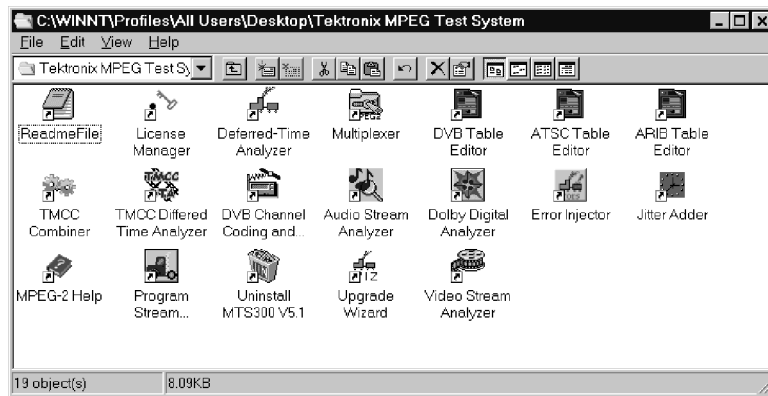 C:\WINNT\Profiles\All Users\Desktop\Tektronix MPEG Test System
File Edit View Help
Tektronix MPEG Test Sy
ReadmeFile
License
Manager
Deferred-Time
Analyzer
Multiplexer
DVB Table
Editor
ATSC Table
Editor
ARIB Table
Editor
TMCC
Combiner
TMCC Differed
Time Analyzer
DVB Channel
Coding and...
Audio Stream
Analyzer
Dolby Digital
Analyzer
Error Injector
Jitter Adder
MPEG-2 Help
Program
Stream...
Uninstall
MTS300 V5.1
Upgrade
Wizard
Video Stream
Analyzer
19 object(s) 8.09KB